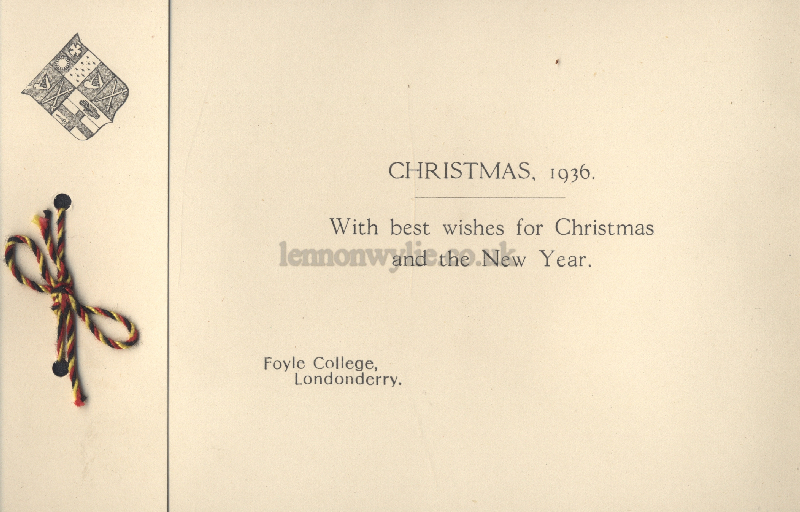 CHRISTMAS, 1936.
With best wishes for Christmas
lennonwylie.co.uk
and the New Year.
Foyle College,
Londonderry.